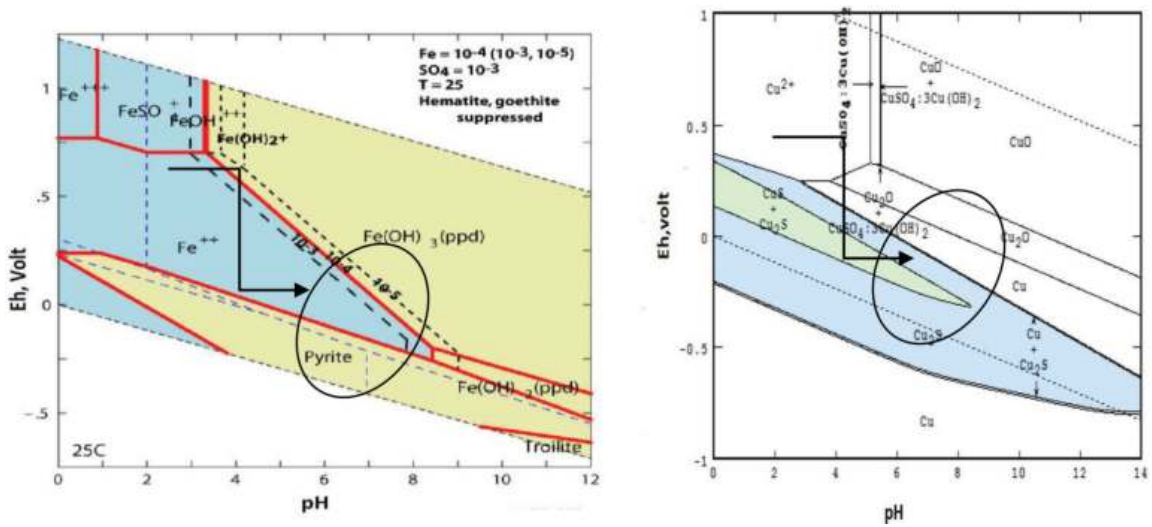 Fe = 10-4 (10-3, 10-5)
SO4 = 10-3
T = 25
Hematite, goethite
suppressed
1
.5
0
-.5
Eh, Volt
Fe+++
FeSO4+
FeOH++
Fe(OH)2+
Fe++
Fe(OH)3(ppd)
10-3
10-4
10-5
Pyrite
Fe(OH)2(ppd)
Troilite
25C
0 2 4 6 8 10 12
pH
1
0.5
0
-0.5
-1
Eh,volt
Cu2+
CuSO4:3Cu(OH)2
CuO
+
CuSO4:3Cu(OH)2
CuO
CuS
+
Cu2S
Cu2O
+
CuSO4:3Cu(OH)2
Cu2O
Cu
Cu2S
Cu
+
Cu2S
Cu
0 2 4 6 8 10 12 14
pH